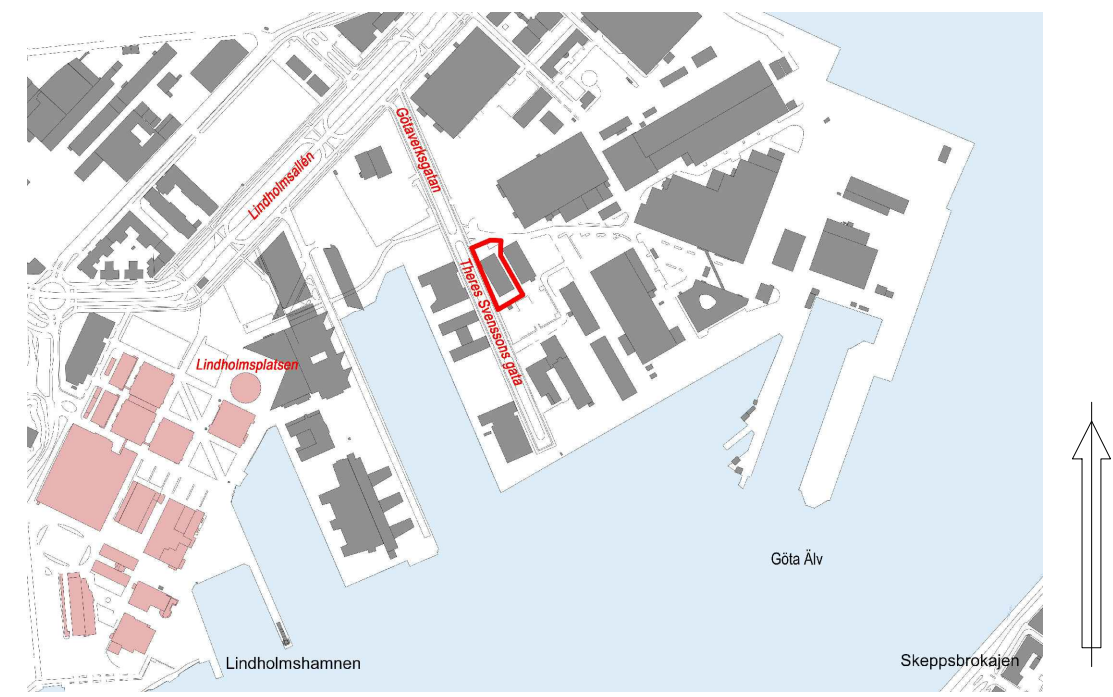 Götaverksgatan
Lindholmsallén
Theres Svenssons gata
Lindholmsplatsen
Göta Älv
Lindholmshamnen
Skeppsbrokajen